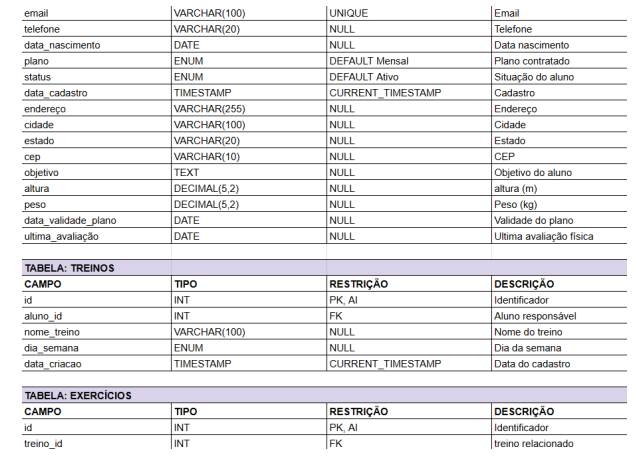 email VARCHAR(100) UNIQUE Email
telefone VARCHAR(20) NULL Telefone
data_nascimento DATE NULL Data nascimento
plano ENUM DEFAULT Mensal Plano contratado
status ENUM DEFAULT Ativo Situação do aluno
data_cadastro TIMESTAMP CURRENT_TIMESTAMP Cadastro
endereço VARCHAR(255) NULL Endereço
cidade VARCHAR(100) NULL Cidade
estado VARCHAR(20) NULL Estado
cep VARCHAR(10) NULL CEP
objetivo TEXT NULL Objetivo do aluno
altura DECIMAL(5,2) NULL altura (m)
peso DECIMAL(5,2) NULL Peso (kg)
data_validade_plano DATE NULL Validade do plano
ultima_avaliação DATE NULL Ultima avaliação física
TABELA: TREINOS
CAMPO TIPO RESTRIÇÃO DESCRIÇÃO
id INT PK, AI Identificador
aluno_id INT FK Aluno responsável
nome_treino VARCHAR(100) NULL Nome do treino
dia_semana ENUM NULL Dia da semana
data_criacao TIMESTAMP CURRENT_TIMESTAMP Data do cadastro
TABELA: EXERCÍCIOS
CAMPO TIPO RESTRIÇÃO DESCRIÇÃO
id INT PK, AI Identificador
treino_id INT FK treino relacionado